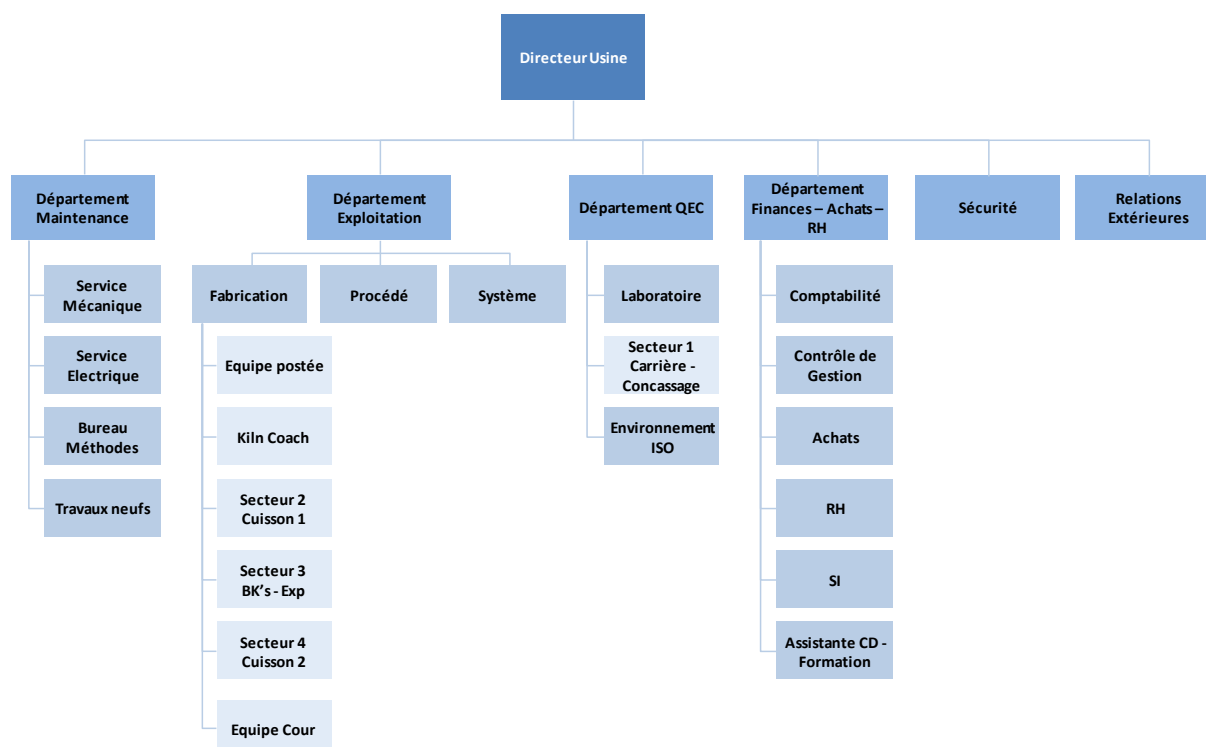 Directeur Usine
Département
Maintenance
Département
Exploitation
Département QEC
Département
Finances – Achats –
RH
Sécurité
Relations
Extérieures
Service
Mécanique
Service
Electrique
Bureau
Méthodes
Travaux neufs
Fabrication
Procédé
Système
Equipe postée
Kiln Coach
Secteur 2
Cuisson 1
Secteur 3
BK’s - Exp
Secteur 4
Cuisson 2
Equipe Cour
Laboratoire
Secteur 1
Carrière -
Concassage
Environnement
ISO
Comptabilité
Contrôle de
Gestion
Achats
RH
SI
Assistante CD -
Formation